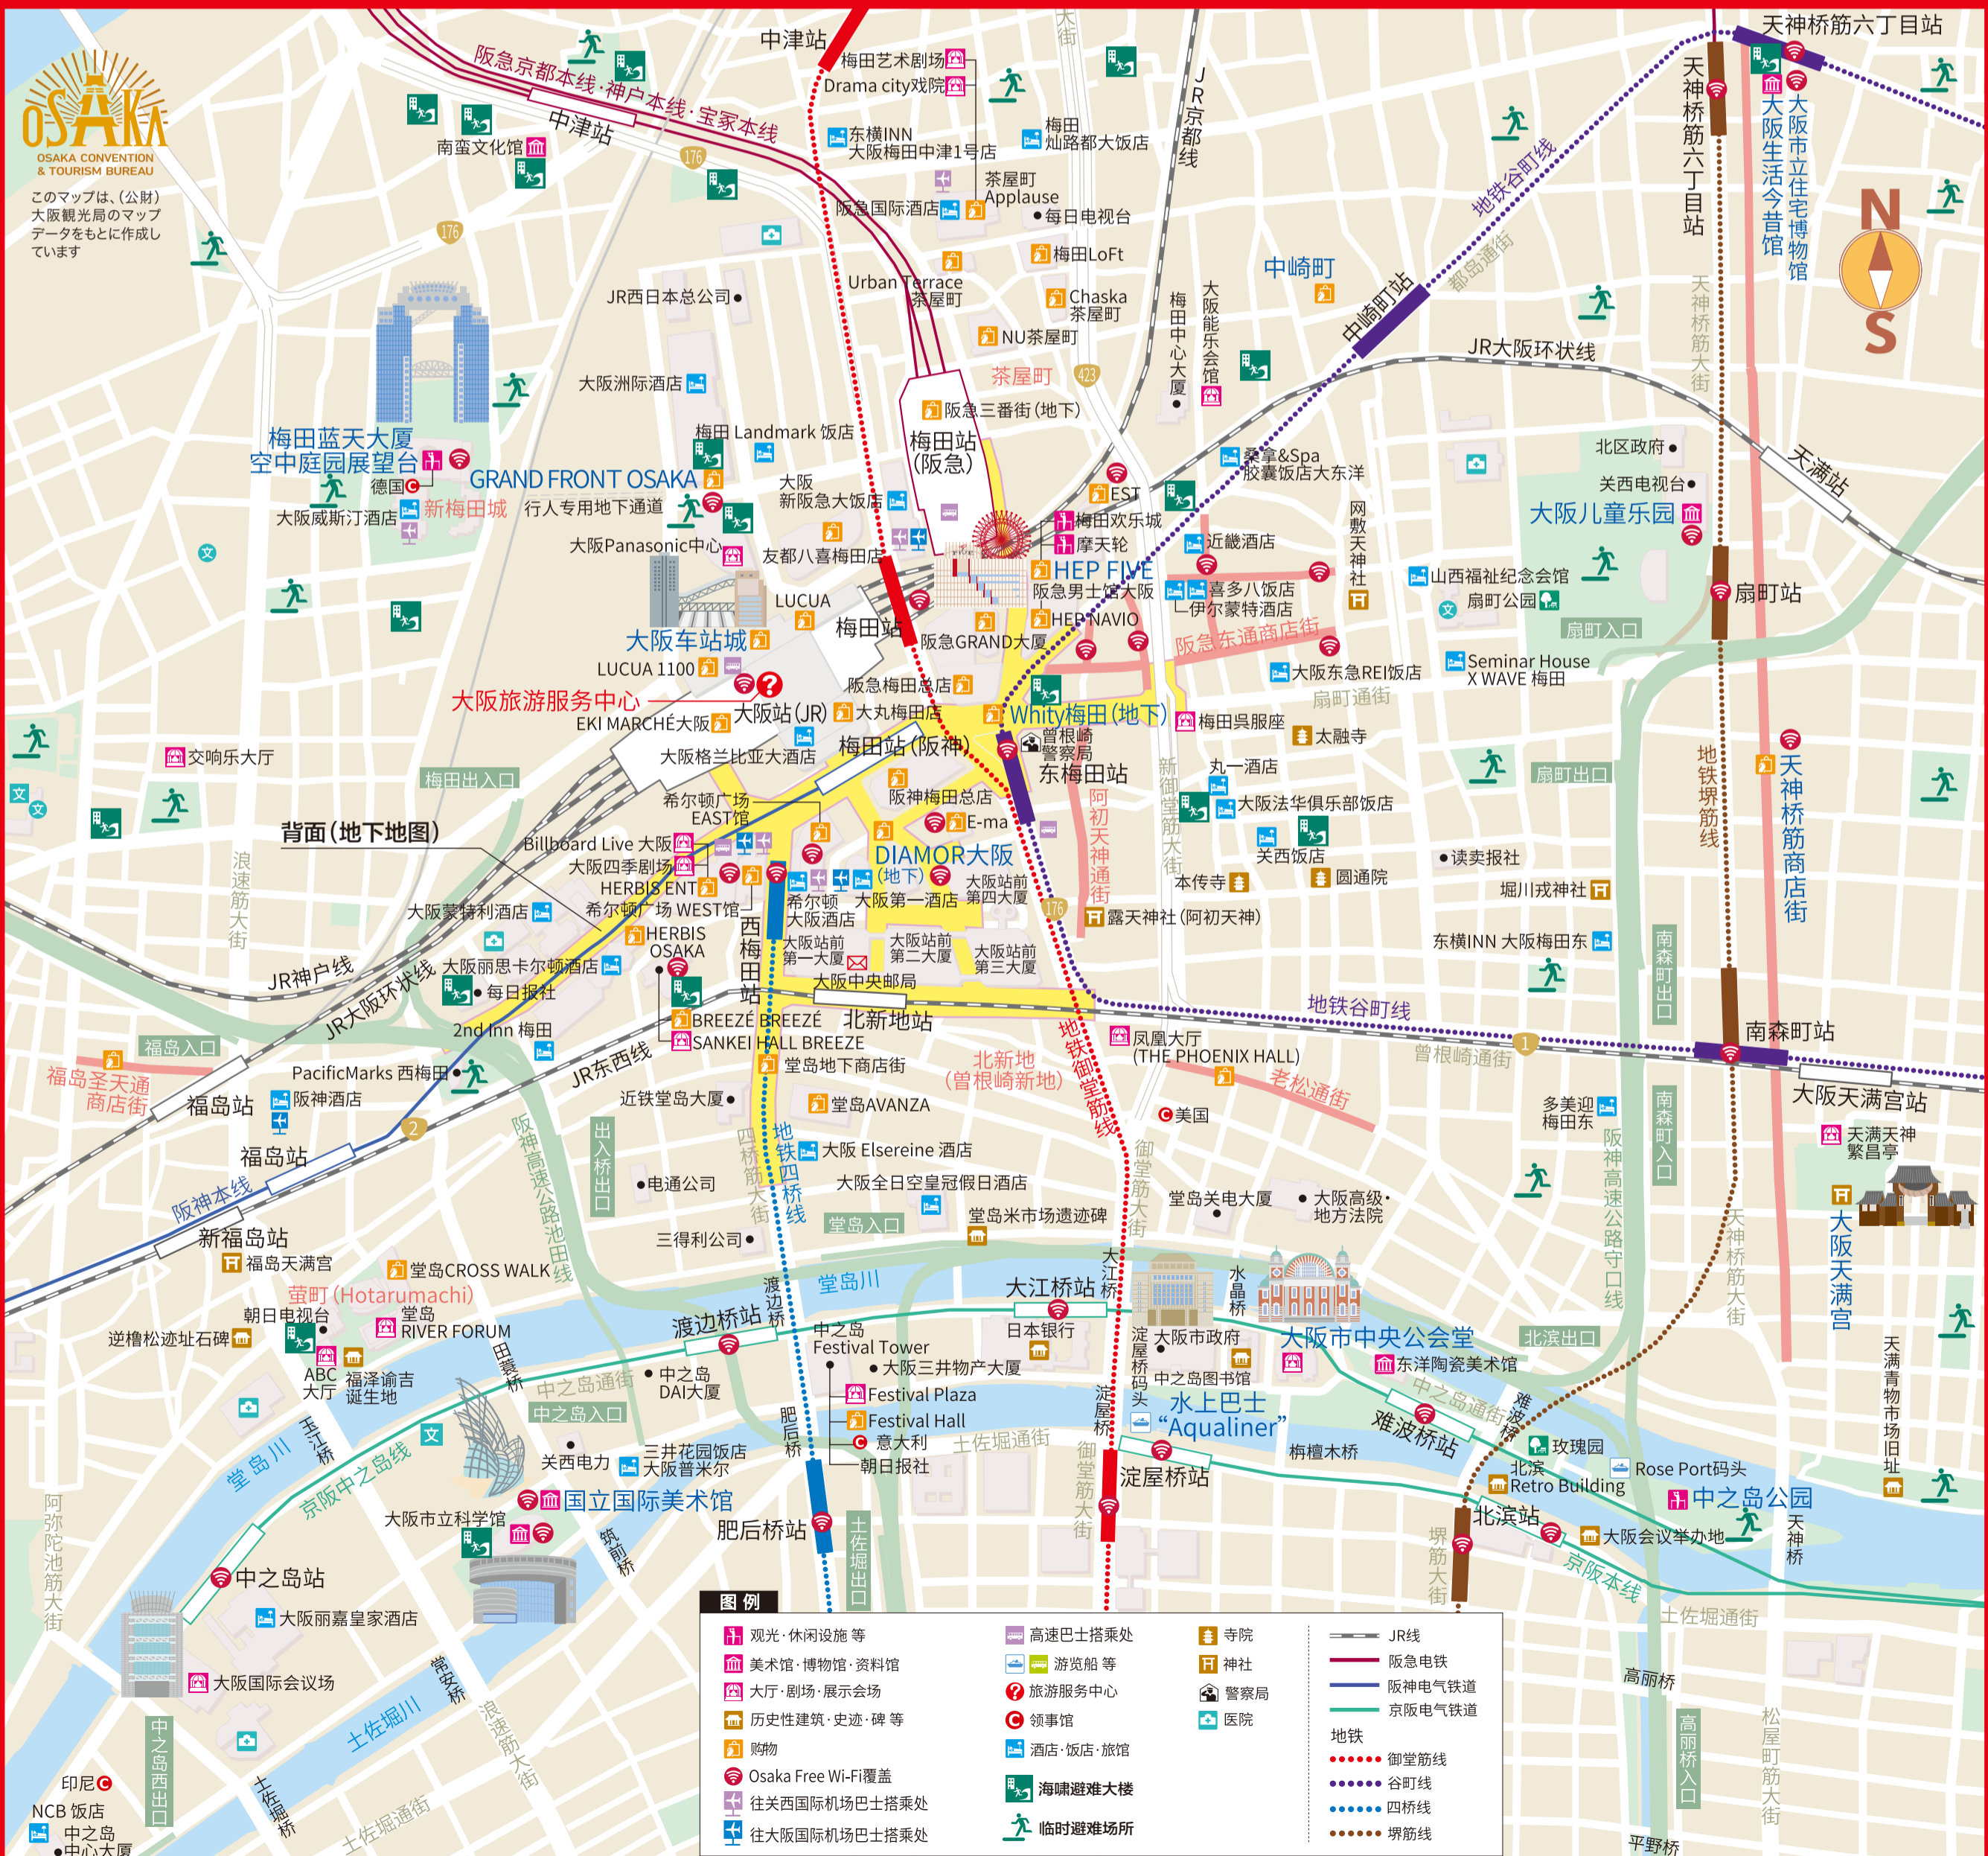 OSAKA
OSAKA CONVENTION
& TOURISM BUREAU
このマップは、(公財)
大阪観光局のマップ
データをもとに作成し
ています
阪急京都本线·神户本线·宝冢本线
中津站
中津站
梅田艺术剧场
Drama city戏院
东横INN
大阪梅田中津1号店
梅田
灿路都大饭店
南蛮文化馆
176
176
茶屋町
Applause
阪急国际酒店
每日电视台
梅田LoFt
Urban Terrace
茶屋町
Chaska
茶屋町
NU茶屋町
茶屋町
423
JR京都线
大街
地铁谷町线
都岛通街
中崎町
中崎町站
梅田中心大厦
大阪能乐会馆
JR大阪环状线
天神桥筋六丁目站
天神桥筋六丁目站
大阪市立住宅博物馆
大阪生活今昔馆
天神桥筋大街
N
S
JR西日本总公司
大阪洲际酒店
梅田 Landmark 饭店
梅田蓝天大厦
空中庭园展望台
德国
大阪威斯汀酒店
新梅田城
GRAND FRONT OSAKA
行人专用地下通道
大阪
新阪急大饭店
大阪Panasonic中心
友都八喜梅田店
阪急三番街(地下)
梅田站
(阪急)
EST
梅田欢乐城
摩天轮
HEP FIVE
阪急男士馆大阪
HEP NAVIO
阪急GRAND大厦
桑拿&Spa
胶囊饭店大东洋
近畿酒店
喜多八饭店
伊尔蒙特酒店
阪急东通商店街
网敷天神社
北区政府
关西电视台
大阪儿童乐园
天满站
山西福祉纪念会馆
扇町公园
扇町入口
扇町站
Seminar House
X WAVE 梅田
大阪东急REI饭店
扇町通街
LUCUA
大阪车站城
LUCUA 1100
梅田站
大阪旅游服务中心
EKI MARCHÉ大阪
大阪站(JR)
大丸梅田店
阪急梅田总店
大阪格兰比亚大酒店
梅田站(阪神)
Whity梅田(地下)
曾根崎
警察局
东梅田站
梅田呉服座
太融寺
丸一酒店
大阪法华俱乐部饭店
关西饭店
圆通院
本传寺
读卖报社
堀川戎神社
扇町出口
地铁堺筋线
天神桥筋商店街
新御堂筋大街
阿初天神通街
交响乐大厅
梅田出入口
浪速筋大街
背面(地下地图)
希尔顿广场
EAST馆
Billboard Live 大阪
大阪四季剧场
HERBIS ENT
希尔顿广场 WEST馆
阪神梅田总店
E-ma
DIAMOR大阪
(地下)
希尔顿
大阪酒店
大阪第一酒店
大阪站前
第四大厦
大阪站前
第一大厦
大阪站前
第二大厦
大阪站前
第三大厦
大阪中央邮局
露天神社(阿初天神)
176
大阪蒙特利酒店
HERBIS
OSAKA
西梅田站
大阪丽思卡尔顿酒店
每日报社
2nd Inn 梅田
JR神户线
JR大阪环状线
BREEZÉ BREEZÉ
SANKEI HALL BREEZE
北新地站
堂岛地下商店街
JR东西线
东横INN 大阪梅田东
南森町出口
南森町站
南森町入口
地铁谷町线
曾根崎通街
1
大阪天满宫站
凤凰大厅
(THE PHOENIX HALL)
老松通街
北新地
(曾根崎新地)
地铁御堂筋线
美国
多美迎
梅田东
阪神高速公路守口线
福岛入口
福岛圣天通
商店街
福岛站
PacificMarks 西梅田
阪神酒店
2
福岛站
阪神本线
新福岛站
福岛天满宫
近铁堂岛大厦
堂岛AVANZA
出入桥出口
阪神高速公路池田线
四桥筋大街
地铁四桥线
大阪 Elsereine 酒店
电通公司
大阪全日空皇冠假日酒店
堂岛入口
堂岛米市场遗迹碑
三得利公司
御堂筋大街
堂岛关电大厦
大阪高级·
地方法院
天满天神
繁昌亭
大阪天满宫
天神桥筋大街
萤町(Hotarumachi)
堂岛CROSS WALK
朝日电视台
堂岛
RIVER FORUM
逆橹松迹址石碑
ABC
大厅
福泽谕吉
诞生地
田蓑桥
渡边桥站
渡边桥
堂岛川
大江桥站
大江桥
水晶桥
日本银行
大阪市政府
大阪市中央公会堂
中之岛图书馆
东洋陶瓷美术馆
北滨出口
天满青物市场旧址
中之岛
Festival Tower
大阪三井物产大厦
Festival Plaza
Festival Hall
意大利
朝日报社
中之岛
DAI大厦
中之岛通街
中之岛入口
肥后桥
土佐堀通街
淀屋桥
淀屋桥码头
水上巴士
“Aqualiner”
淀屋桥站
御堂筋大街
栴檀木桥
难波桥站
中之岛通街
难波桥
玫瑰园
北滨
Retro Building
Rose Port码头
中之岛公园
北滨站
大阪会议举办地
天神桥
京阪本线
土佐堀通街
堺筋大街
堂岛川
玉江桥
京阪中之岛线
关西电力
三井花园饭店
大阪普米尔
国立国际美术馆
大阪市立科学馆
筑前桥
肥后桥站
土佐堀出口
阿弥陀池筋大街
中之岛站
大阪丽嘉皇家酒店
大阪国际会议场
常安桥
土佐堀川
浪速筋大街
中之岛西出口
土佐堀桥
土佐堀通街
印尼
NCB 饭店
中之岛
中心大厦
高丽桥
高丽桥入口
松屋町筋大街
平野桥
图例
观光·休闲设施 等
美术馆·博物馆·资料馆
大厅·剧场·展示会场
历史性建筑·史迹·碑 等
购物
Osaka Free Wi-Fi覆盖
往关西国际机场巴士搭乘处
往大阪国际机场巴士搭乘处
高速巴士搭乘处
游览船 等
旅游服务中心
领事馆
酒店·饭店·旅馆
海啸避难大楼
临时避难场所
寺院
神社
警察局
医院
JR线
阪急电铁
阪神电气铁道
京阪电气铁道
地铁
御堂筋线
谷町线
四桥线
堺筋线